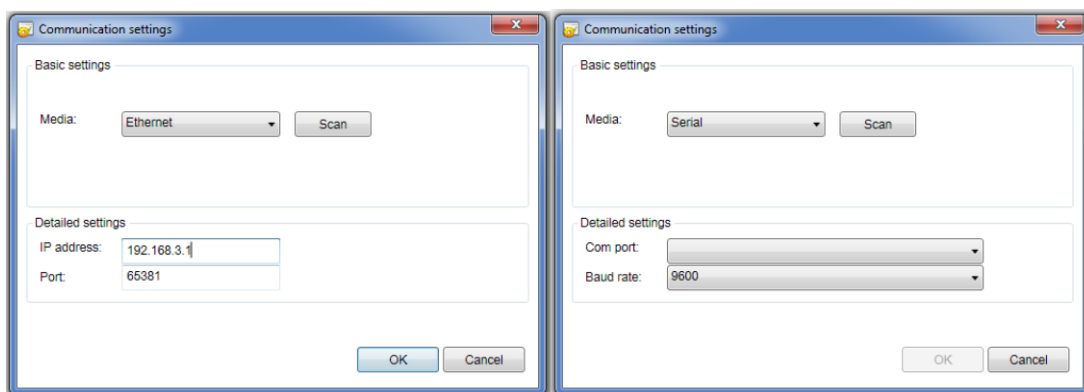 Communication settings
Basic settings
Media: Ethernet Scan
Detailed settings
IP address: 192.168.3.1
Port: 65381
OK Cancel
Communication settings
Basic settings
Media: Serial Scan
Detailed settings
Com port:
Baud rate: 9600
OK Cancel